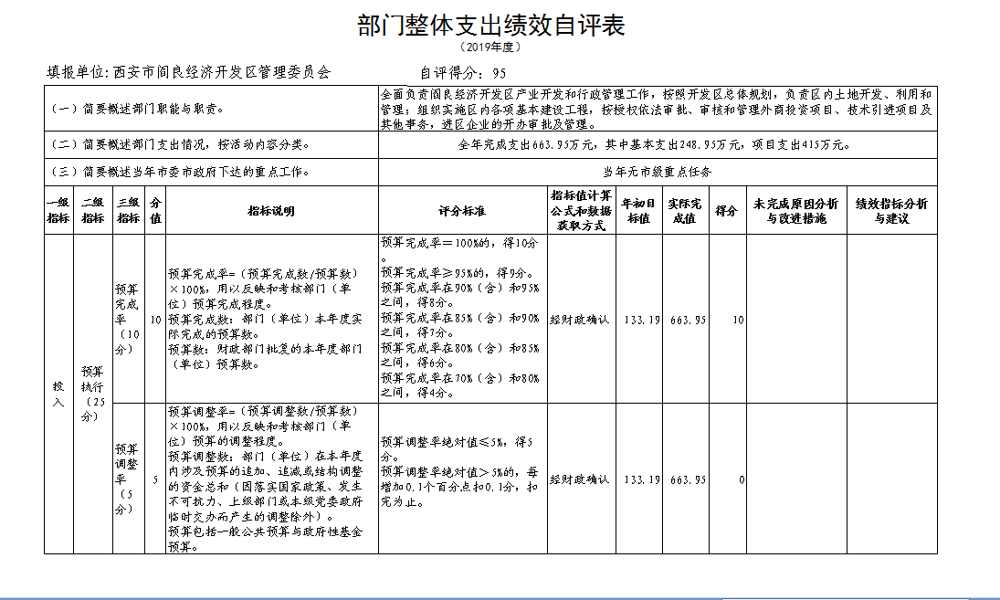 部门整体支出绩效自评表
（2019年度）
填报单位:西安市阎良经济开发区管理委员会
自评得分：95
（一）简要概述部门职能与职责。
全面负责阎良经济开发区产业开发和行政管理工作，按照开发区总体规划，负责区内土地开发、利用和
管理；组织实施区内各项基本建设工程，按授权依法审批、审核和管理外商投资项目、技术引进项目及
其他事务，进区企业的开办审批及管理。
（二）简要概述部门支出情况，按活动内容分类。
全年完成支出663.95万元，其中基本支出248.95万元，项目支出415万元。
（三）简要概述当年市委市政府下达的重点工作。
当年无市级重点任务
一级
指标
二级
指标
三级
指标
分
值
指标说明
评分标准
指标值计算
公式和数据
获取方式
年初目
标值
实际完
成值
得分
未完成原因分析
与改进措施
绩效指标分析
与建议
投
入
预算
执行
（25
分）
预算
完成
率
（10
分）
10
预算完成率=（预算完成数/预算数）
×100%，用以反映和考核部门（单
位）预算完成程度。
预算完成数：部门（单位）本年度实
际完成的预算数。
预算数：财政部门批复的本年度部门
（单位）预算数。
预算完成率＝100%的，得10分
。
预算完成率≥95%的，得9分。
预算完成率在90%（含）和95%
之间，得8分。
预算完成率在85%（含）和90%
之间，得7分。
预算完成率在80%（含）和85%
之间，得6分。
预算完成率在70%（含）和80%
之间，得4分。
经财政确认
133.19
663.95
10
预算
调整
率
（5
分）
5
预算调整率=（预算调整数/预算数）
×100%，用以反映和考核部门（单
位）预算的调整程度。
预算调整数：部门（单位）在本年度
内涉及预算的追加、追减或结构调整
的资金总和（因落实国家政策、发生
不可抗力、上级部门或本级党委政府
临时交办而产生的调整除外）。
预算包括一般公共预算与政府性基金
预算。
预算调整率绝对值≤5%，得5
分。
预算调整率绝对值＞5%的，每
增加0.1个百分点扣0.1分，扣
完为止。
经财政确认
133.19
663.95
0